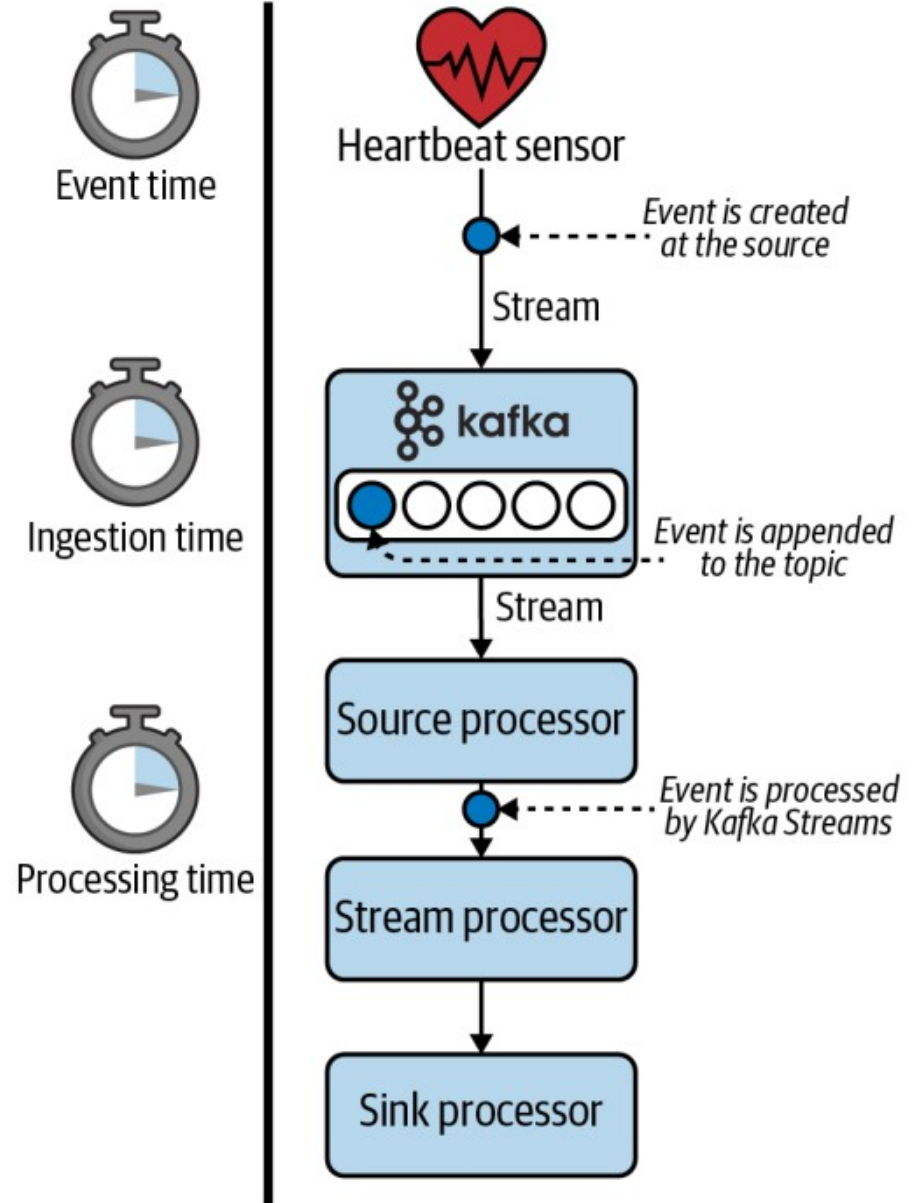 Event time
Heartbeat sensor
Event is created
at the source
Stream
Ingestion time
kafka
Event is appended
to the topic
Stream
Source processor
Processing time
Event is processed
by Kafka Streams
Stream processor
Sink processor